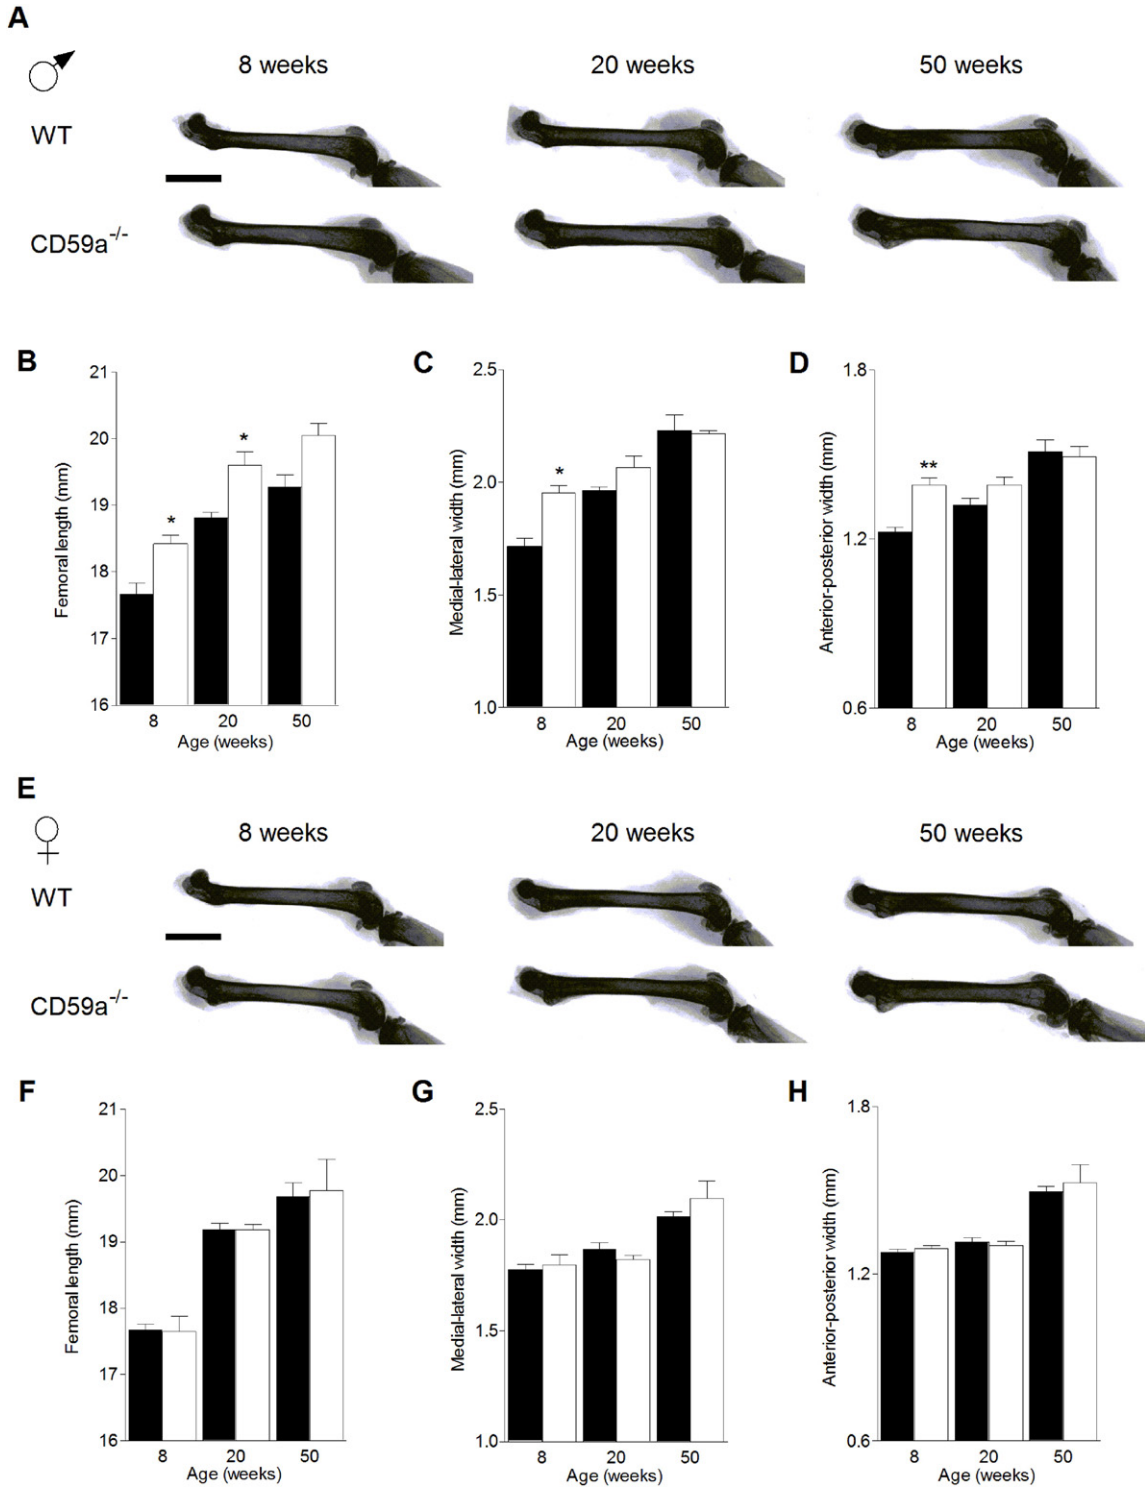 A
8 weeks 20 weeks 50 weeks
WT
CD59a-/-
B
21
20
19
18
17
16
Femoral length (mm)
*
*
8 20 50
Age (weeks)
C
2.5
2.0
1.5
1.0
Medial-lateral width (mm)
*
8 20 50
Age (weeks)
D
1.8
1.2
0.6
Anterior-posterior width (mm)
**
8 20 50
Age (weeks)
E
8 weeks 20 weeks 50 weeks
WT
CD59a-/-
F
21
20
19
18
17
16
Femoral length (mm)
8 20 50
Age (weeks)
G
2.5
2.0
1.5
1.0
Medial-lateral width (mm)
8 20 50
Age (weeks)
H
1.8
1.2
0.6
Anterior-posterior width (mm)
8 20 50
Age (weeks)